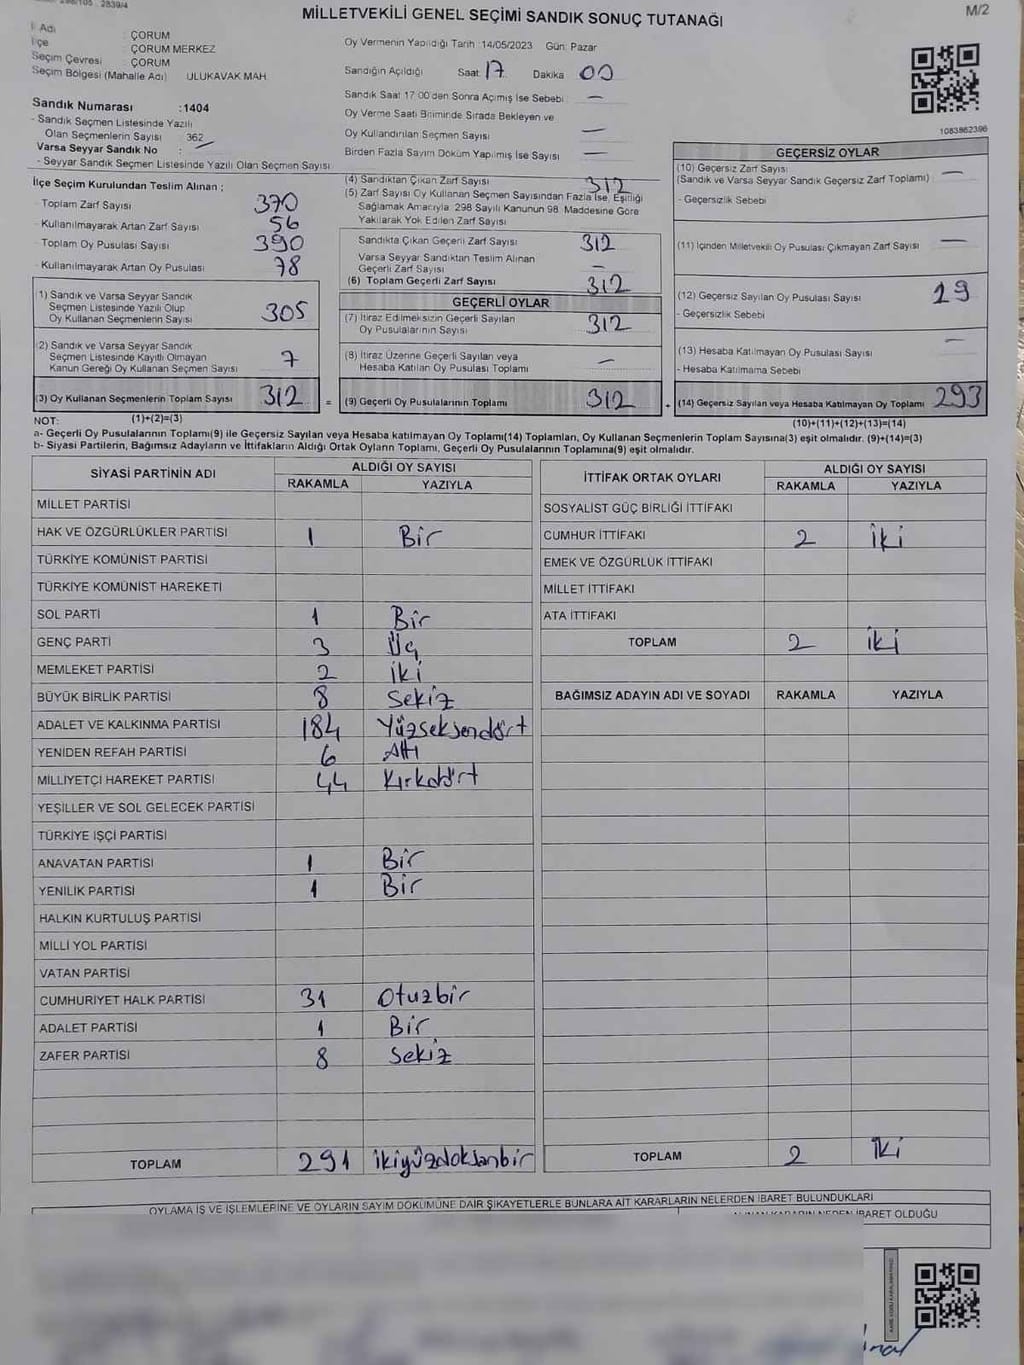 298/105 2839/4
MİLLETVEKİLİ GENEL SEÇİMİ SANDIK SONUÇ TUTANAĞI
M/2
İl Adı : ÇORUM
İlçe : ÇORUM MERKEZ
Seçim Çevresi : ÇORUM
Seçim Bölgesi (Mahalle Adı) : ULUKAVAK MAH.
Sandık Numarası :1404
- Sandık Seçmen Listesinde Yazılı
Olan Seçmenlerin Sayısı : 362
Varsa Seyyar Sandık No :
- Seyyar Sandık Seçmen Listesinde Yazılı Olan Seçmen Sayısı
İlçe Seçim Kurulundan Teslim Alınan ;
- Toplam Zarf Sayısı 370
- Kullanılmayarak Artan Zarf Sayısı 56
- Toplam Oy Pusulası Sayısı 390
- Kullanılmayarak Artan Oy Pusulası 78
1) Sandık ve Varsa Seyyar Sandık
Seçmen Listesinde Yazılı Olup
Oy Kullanan Seçmenlerin Sayısı 305
2) Sandık ve Varsa Seyyar Sandık
Seçmen Listesinde Kayıtlı Olmayan
Kanun Gereği Oy Kullanan Seçmen Sayısı 7
(3) Oy Kullanan Seçmenlerin Toplam Sayısı 312 =
Oy Vermenin Yapıldığı Tarih :14/05/2023 Gün: Pazar
Sandığın Açıldığı Saat 17 Dakika 00
Sandık Saat 17:00'den Sonra Açımış İse Sebebi : —
Oy Verme Saati Bitiminde Sırada Bekleyen ve
Oy Kullandırılan Seçmen Sayısı : —
Birden Fazla Sayım Döküm Yapılmış İse Sayısı : —
(4) Sandıktan Çıkan Zarf Sayısı 312
(5) Zarf Sayısı Oy Kullanan Seçmen Sayısından Fazla İse, Eşitliği
Sağlamak Amacıyla. 298 Sayılı Kanunun 98. Maddesine Göre
Yakılarak Yok Edilen Zarf Sayısı
Sandıkta Çıkan Geçerli Zarf Sayısı 312
Varsa Seyyar Sandıktan Teslim Alınan
Geçerli Zarf Sayısı —
(6) Toplam Geçerli Zarf Sayısı 312
GEÇERLİ OYLAR
(7) İtiraz Edilmeksizin Geçerli Sayılan
Oy Pusulalarının Sayısı 312
(8) İtiraz Üzerine Geçerli Sayılan veya
Hesaba Katılan Oy Pusulası Toplamı —
(9) Geçerli Oy Pusulalarının Toplamı 312
1083862396
GEÇERSİZ OYLAR
(10) Geçersiz Zarf Sayısı
(Sandık ve Varsa Seyyar Sandık Geçersiz Zarf Toplamı) —
- Geçersizlik Sebebi
(11) İçinden Milletvekili Oy Pusulası Çıkmayan Zarf Sayısı —
(12) Geçersiz Sayılan Oy Pusulası Sayısı 19
- Geçersizlik Sebebi
(13) Hesaba Katılmayan Oy Pusulası Sayısı —
- Hesaba Katılmama Sebebi
(14) Geçersiz Sayılan veya Hesaba Katılmayan Oy Toplamı 293
NOT: (1)+(2)=(3) (10)+(11)+(12)+(13)=(14)
a- Geçerli Oy Pusulalarının Toplamı(9) ile Geçersiz Sayılan veya Hesaba katılmayan Oy Toplamı(14) Toplamları, Oy Kullanan Seçmenlerin Toplam Sayısına(3) eşit olmalıdır. (9)+(14)=(3)
b- Siyasi Partilerin, Bağımsız Adayların ve İttifakların Aldığı Ortak Oyların Toplamı, Geçerli Oy Pusulalarının Toplamına(9) eşit olmalıdır.
SİYASİ PARTİNİN ADI ALDIĞI OY SAYISI
RAKAMLA YAZIYLA
MİLLET PARTİSİ
HAK VE ÖZGÜRLÜKLER PARTİSİ 1 Bir
TÜRKİYE KOMÜNİST PARTİSİ
TÜRKİYE KOMÜNİST HAREKETİ
SOL PARTİ 1 Bir
GENÇ PARTİ 3 Üç
MEMLEKET PARTİSİ 2 İki
BÜYÜK BİRLİK PARTİSİ 8 Sekiz
ADALET VE KALKINMA PARTİSİ 184 Yüzseksendört
YENİDEN REFAH PARTİSİ 6 Altı
MİLLİYETÇİ HAREKET PARTİSİ 44 Kırkdört
YEŞİLLER VE SOL GELECEK PARTİSİ
TÜRKİYE İŞÇİ PARTİSİ
ANAVATAN PARTİSİ 1 Bir
YENİLİK PARTİSİ 1 Bir
HALKIN KURTULUŞ PARTİSİ
MİLLİ YOL PARTİSİ
VATAN PARTİSİ
CUMHURİYET HALK PARTİSİ 31 Otuzbir
ADALET PARTİSİ 1 Bir
ZAFER PARTİSİ 8 Sekiz
TOPLAM 291 İkiyüzdoksanbir
İTTİFAK ORTAK OYLARI ALDIĞI OY SAYISI
RAKAMLA YAZIYLA
SOSYALİST GÜÇ BİRLİĞİ İTTİFAKI
CUMHUR İTTİFAKI 2 İki
EMEK VE ÖZGÜRLÜK İTTİFAKI
MİLLET İTTİFAKI
ATA İTTİFAKI
TOPLAM 2 İki
BAĞIMSIZ ADAYIN ADI VE SOYADI RAKAMLA YAZIYLA
TOPLAM 2 İki
OYLAMA İŞ VE İŞLEMLERİNE VE OYLARIN SAYIM DÖKÜMÜNE DAİR ŞİKAYETLERLE BUNLARA AİT KARARLARIN NELERDEN İBARET BULUNDUKLARI
ALINAN KARARIN NEDEN İBARET OLDUĞU